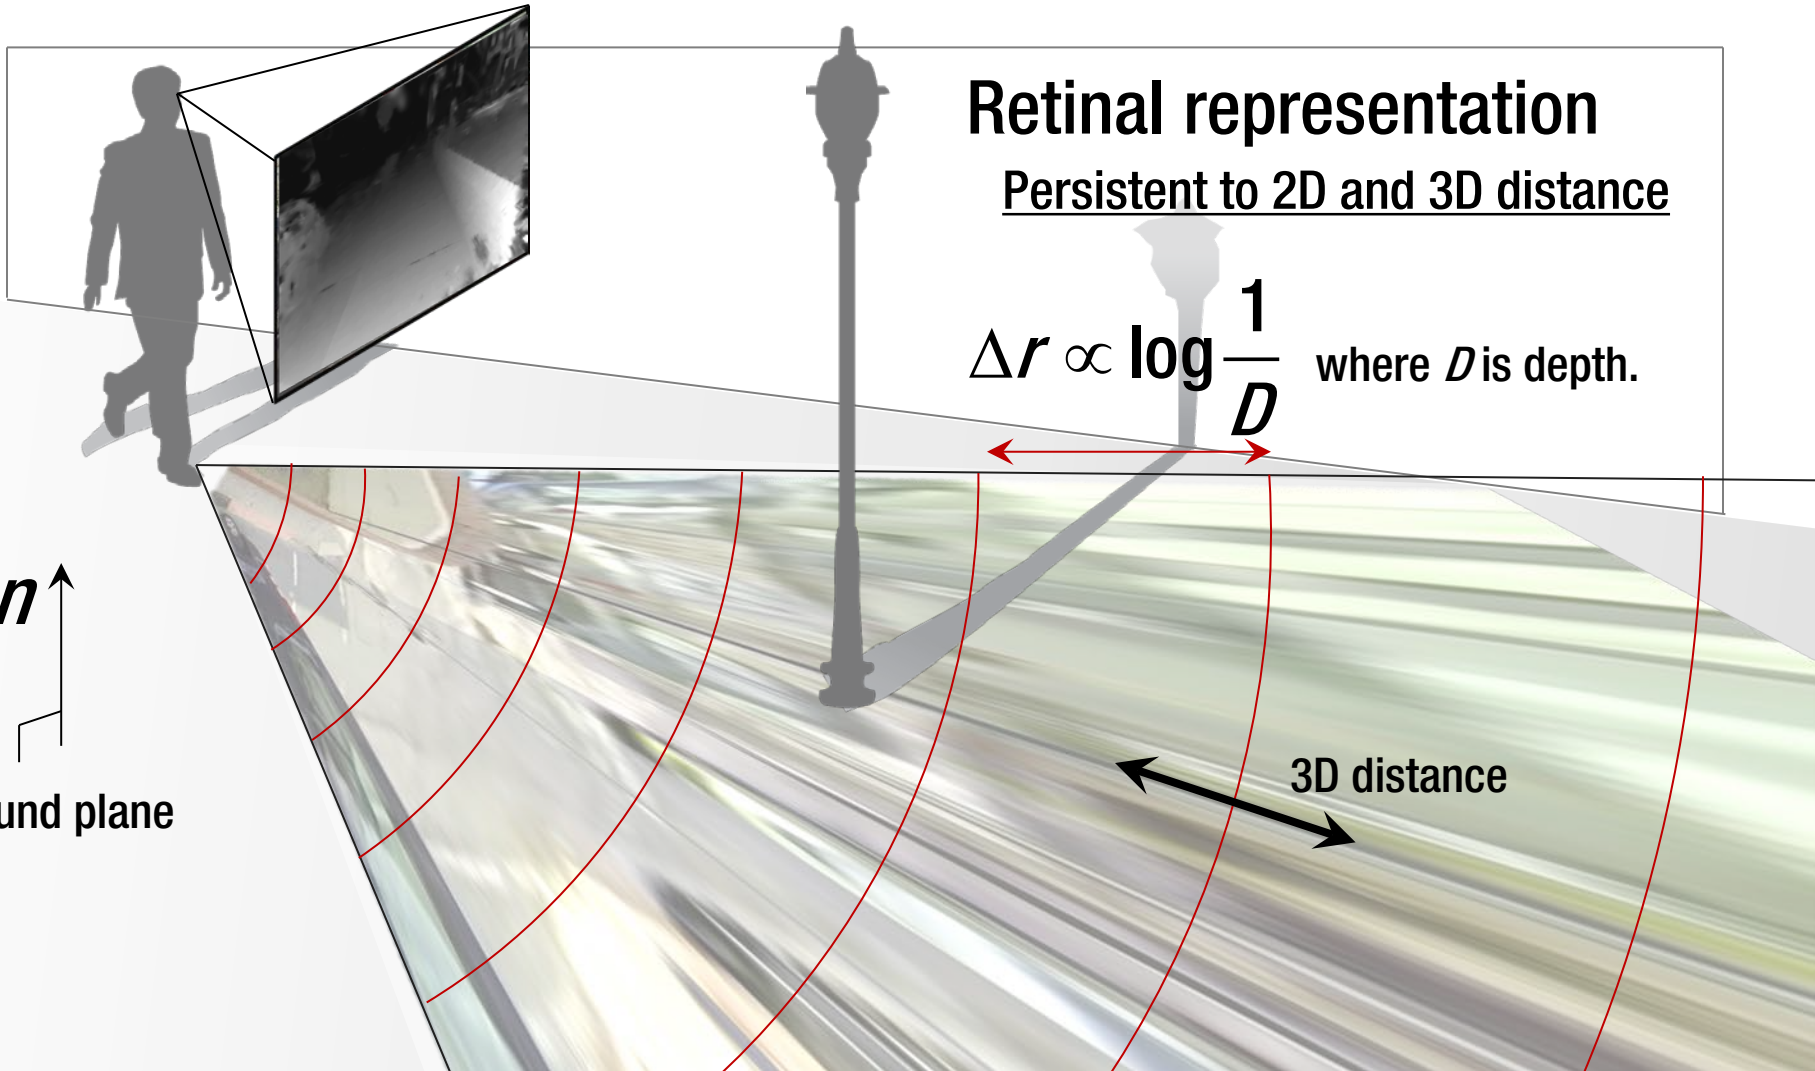 Retinal representation
Persistent to 2D and 3D distance
Δr ∝ log 1/D where D is depth.
n
3D distance
und plane